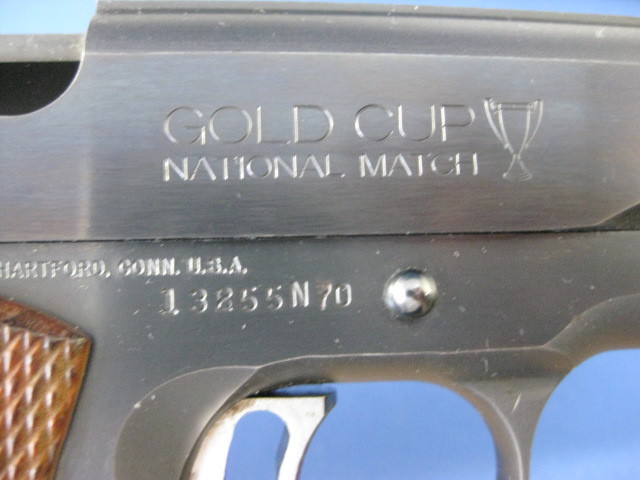 GOLD CUP
NATIONAL MATCH
HARTFORD, CONN. U.S.A.
13255N70